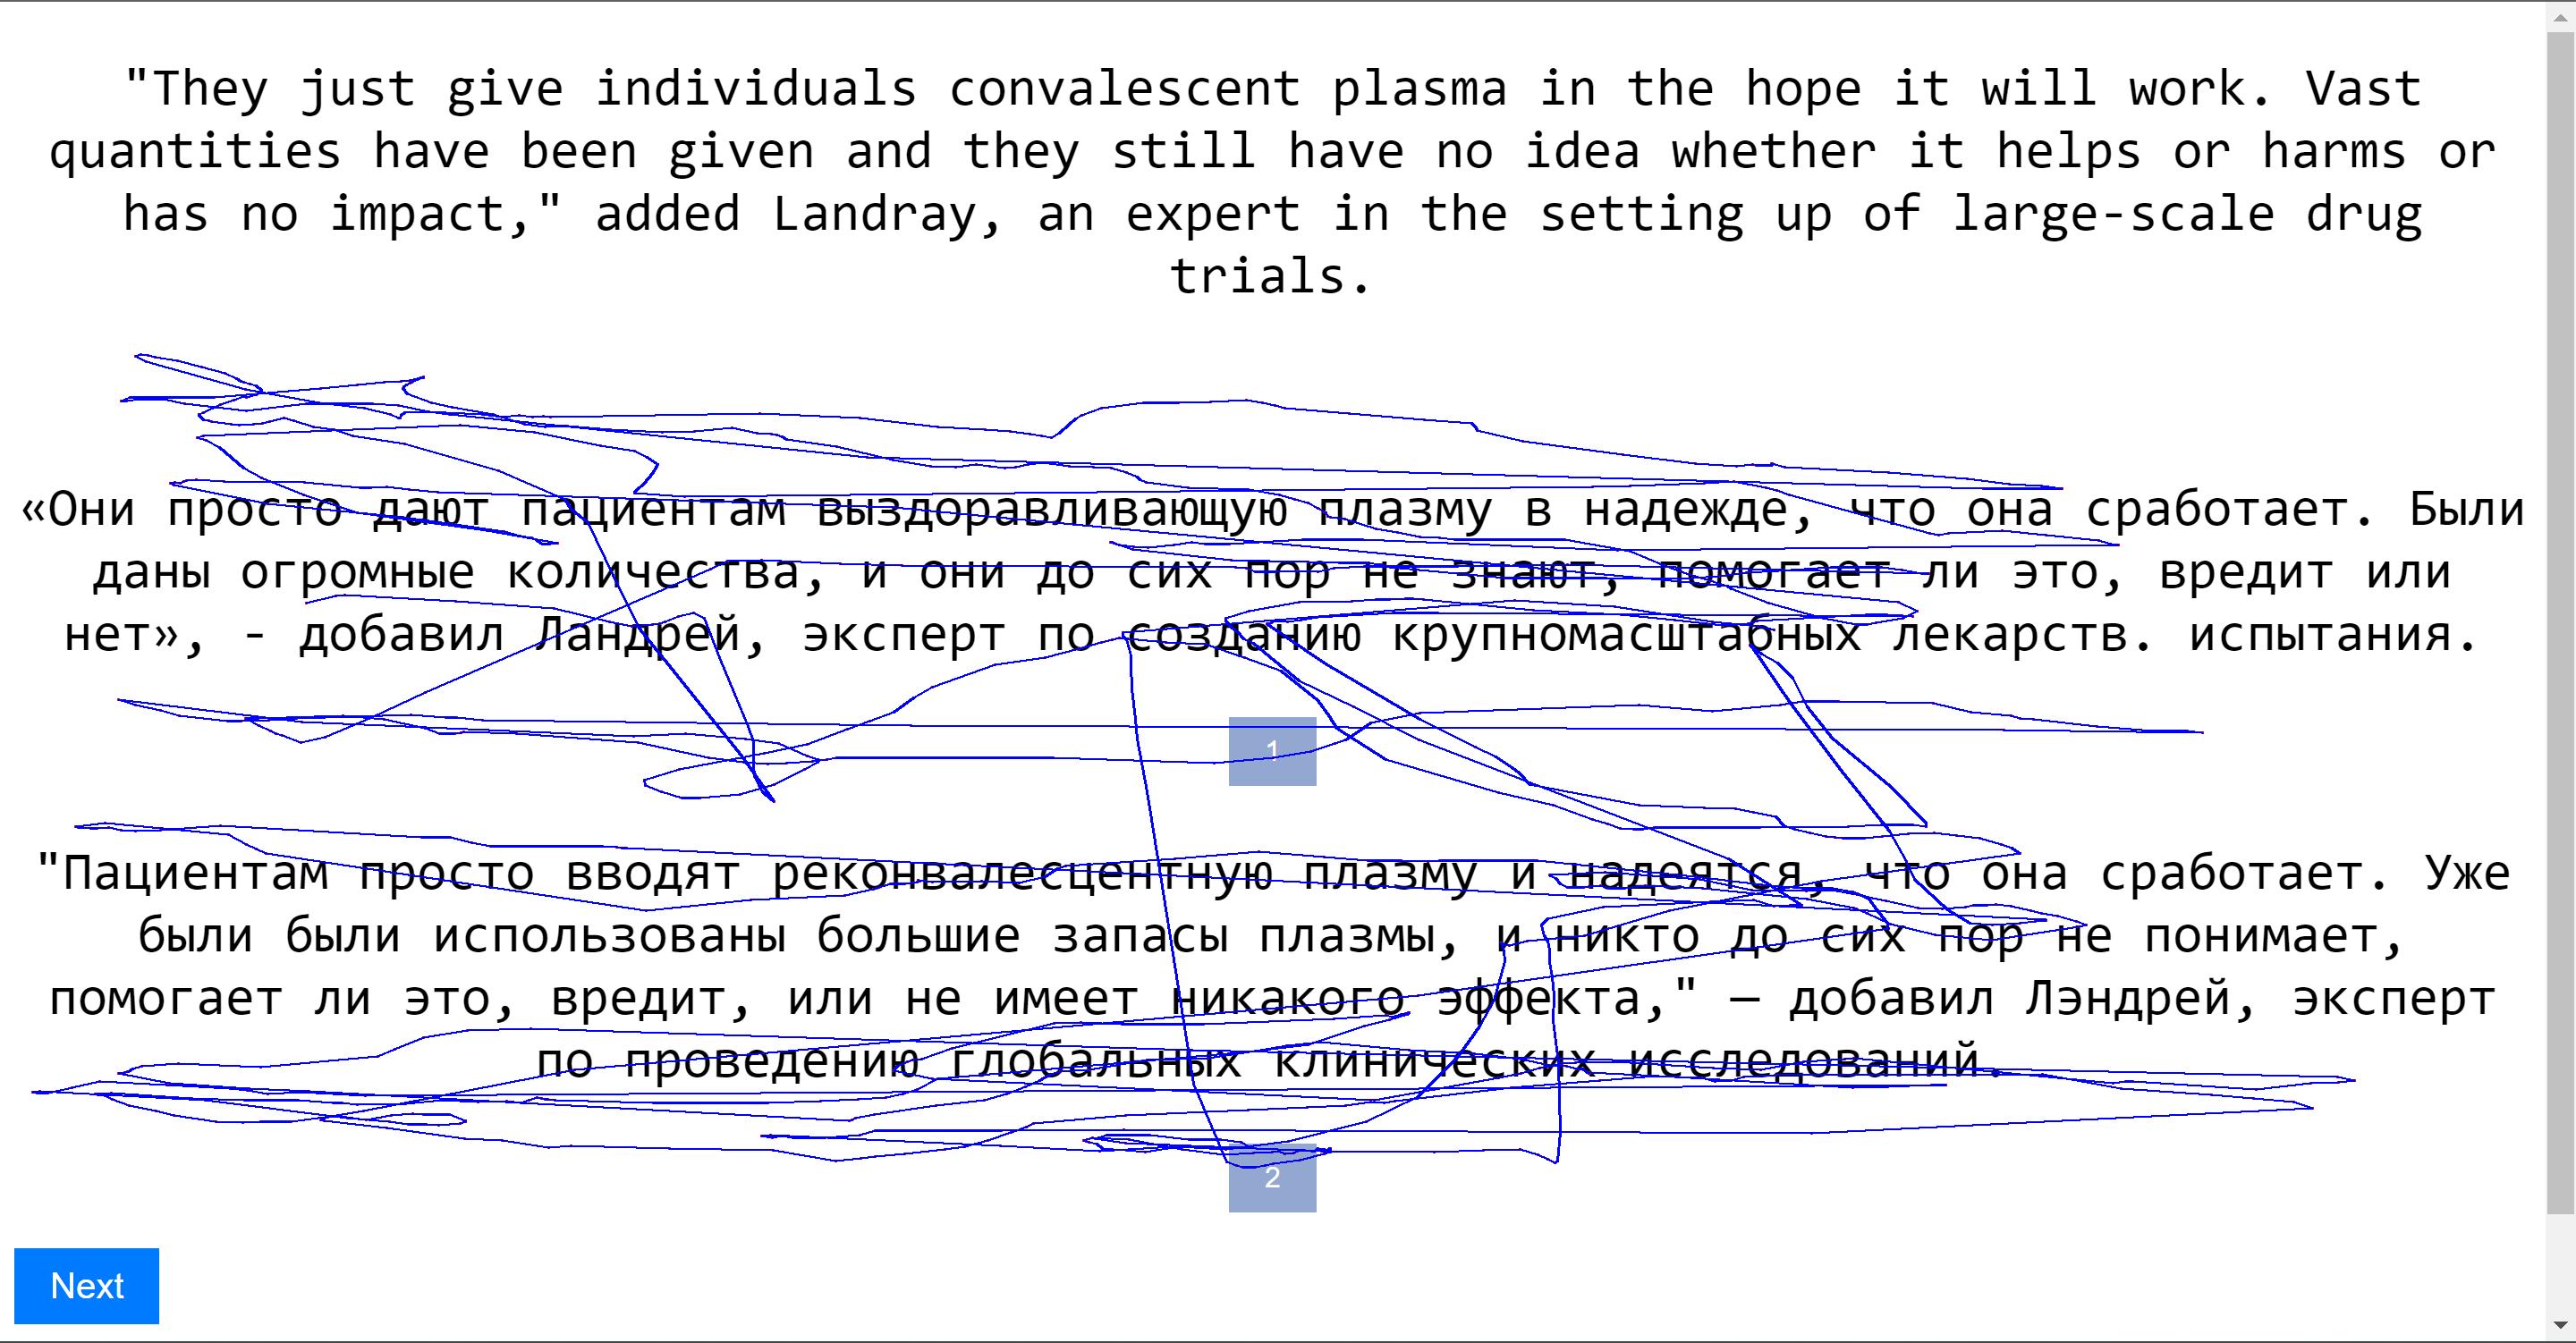 "They just give individuals convalescent plasma in the hope it will work. Vast
quantities have been given and they still have no idea whether it helps or harms or
has no impact," added Landray, an expert in the setting up of large-scale drug
trials.
«Они просто дают пациентам выздоравливающую плазму в надежде, что она сработает. Были
даны огромные количества, и они до сих пор не знают, помогает ли это, вредит или
нет», - добавил Ландрей, эксперт по созданию крупномасштабных лекарств. испытания.
1
"Пациентам просто вводят реконвалесцентную плазму и надеятся, что она сработает. Уже
были были использованы большие запасы плазмы, и никто до сих пор не понимает,
помогает ли это, вредит, или не имеет никакого эффекта," — добавил Лэндрей, эксперт
по проведению глобальных клинических исследований.
2
Next